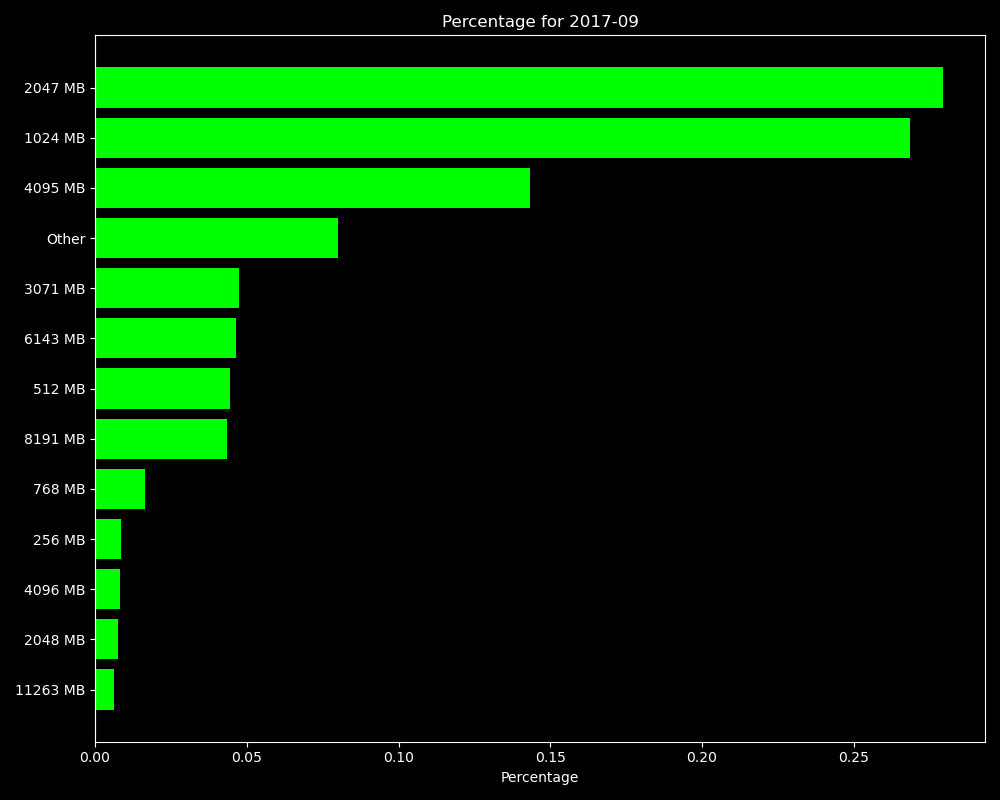 Percentage for 2017-09
2047 MB
1024 MB
4095 MB
Other
3071 MB
6143 MB
512 MB
8191 MB
768 MB
256 MB
4096 MB
2048 MB
11263 MB
0.00 0.05 0.10 0.15 0.20 0.25
Percentage